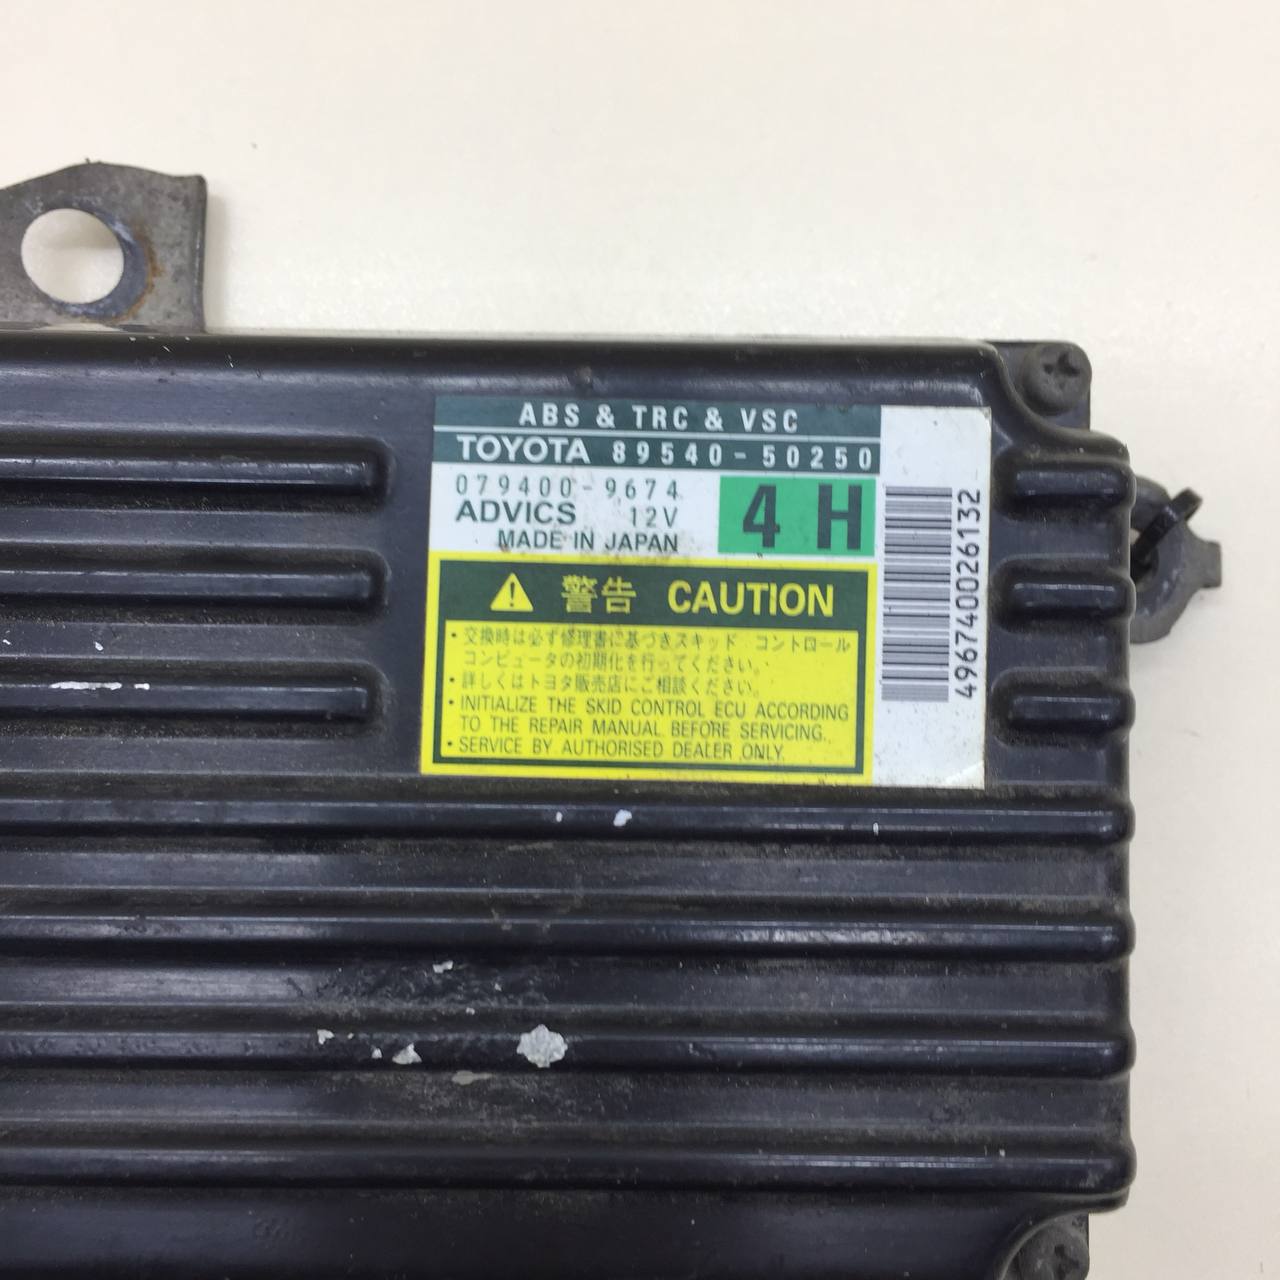 ABS & TRC & VSC
TOYOTA 89540-50250
079400-9674
ADVICS 12V
MADE IN JAPAN
4 H
警告 CAUTION
・交換時は必ず修理書に基づきスキッド コントロール
コンピュータの初期化を行ってください。
・詳しくはトヨタ販売店にご相談ください。
・INITIALIZE THE SKID CONTROL ECU ACCORDING
TO THE REPAIR MANUAL BEFORE SERVICING.
・SERVICE BY AUTHORISED DEALER ONLY.
4967400026132